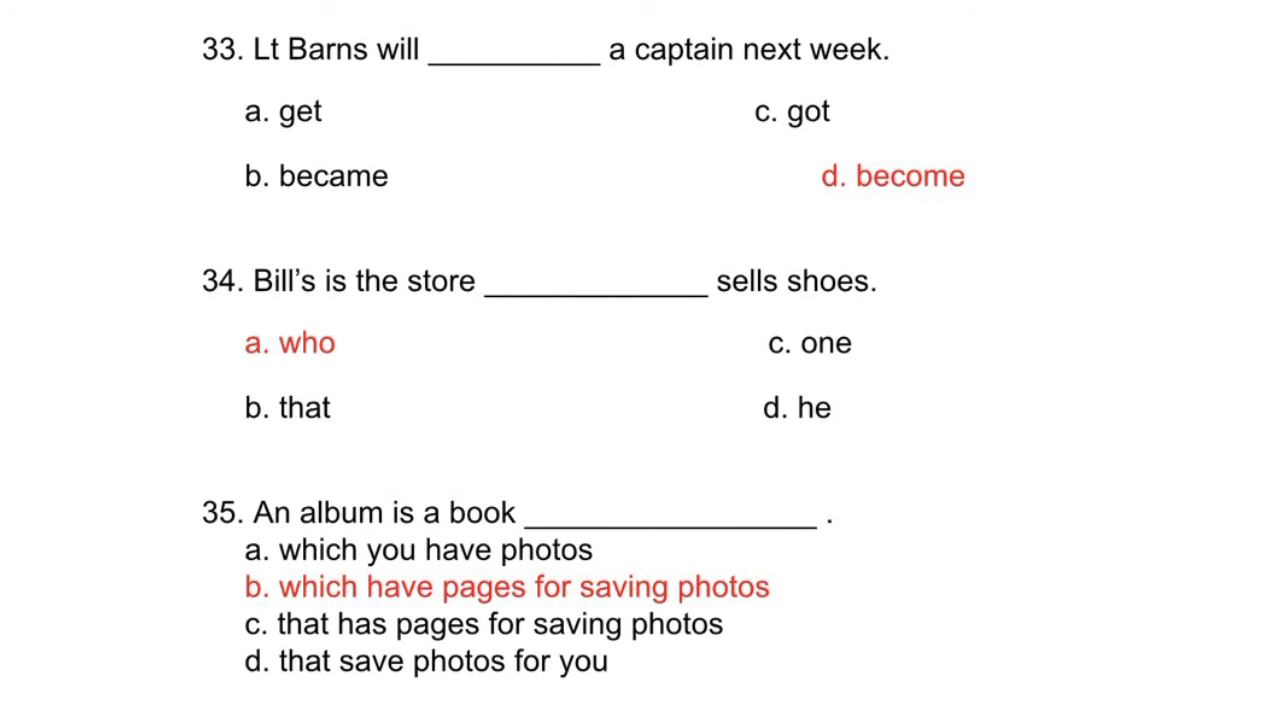 33. Lt Barns will __________ a captain next week.
a. get c. got
b. became d. become
34. Bill’s is the store _____________ sells shoes.
a. who c. one
b. that d. he
35. An album is a book _________________ .
a. which you have photos
b. which have pages for saving photos
c. that has pages for saving photos
d. that save photos for you